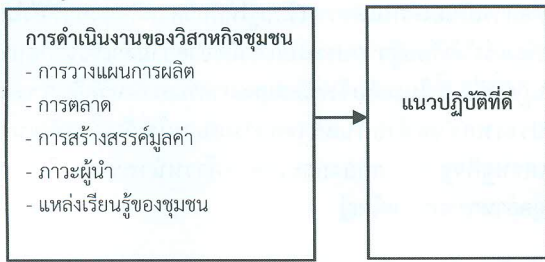 การดำเนินงานของวิสาหกิจชุมชน
- การวางแผนการผลิต
- การตลาด
- การสร้างสรรค์มูลค่า
- ภาวะผู้นำ
- แหล่งเรียนรู้ของชุมชน
แนวปฏิบัติที่ดี